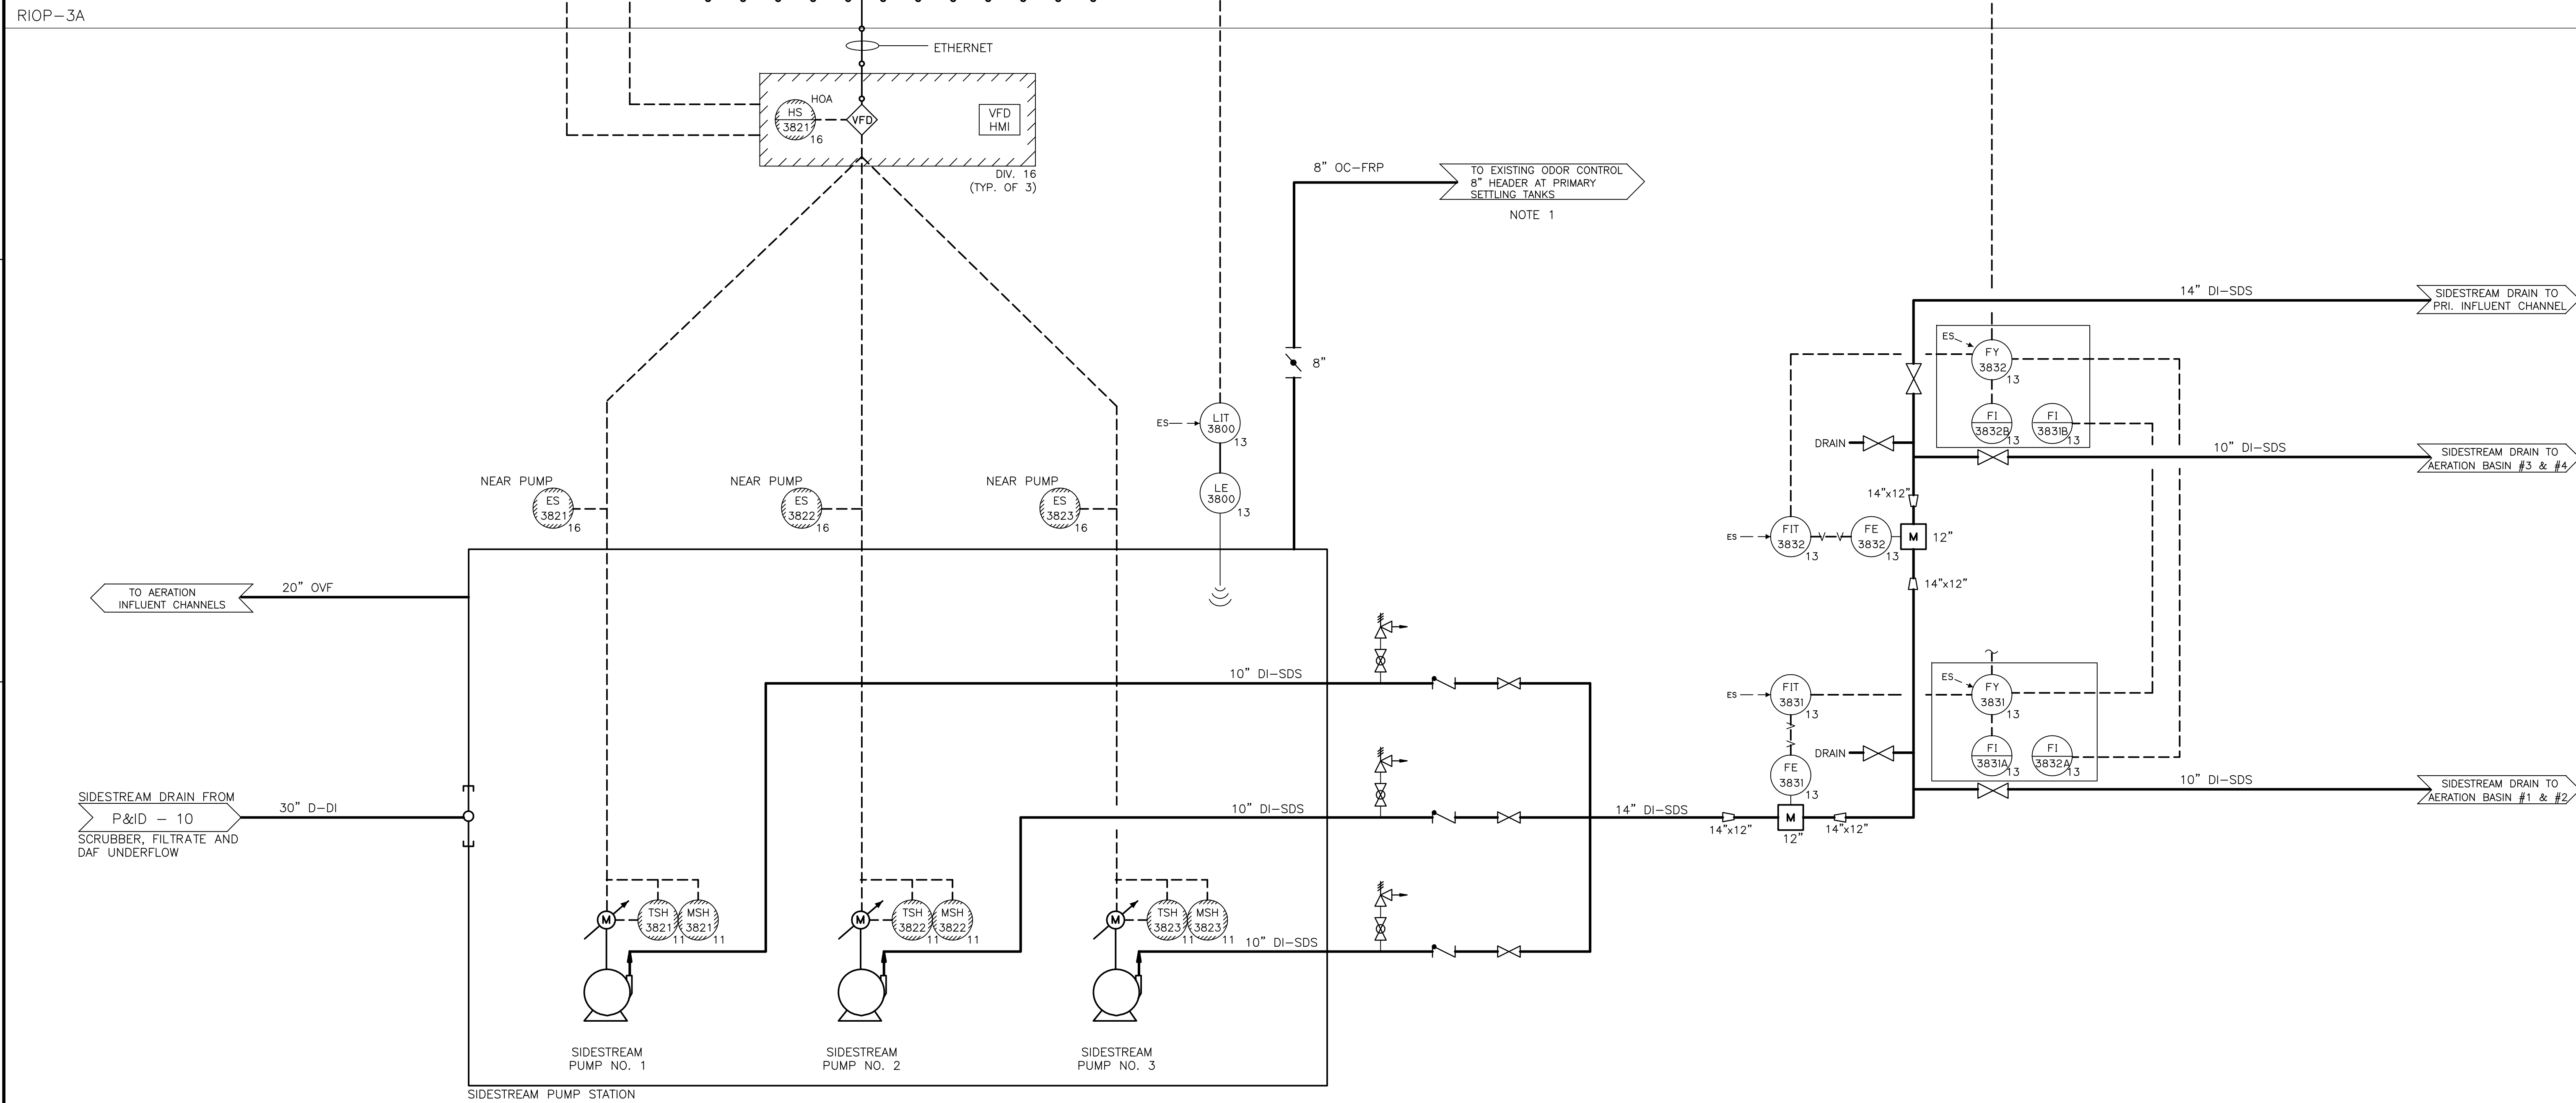 RIOP-3A
ETHERNET
HOA
HS
3821
16
VFD
VFD
HMI
DIV. 16
(TYP. OF 3)
8" OC-FRP
TO EXISTING ODOR CONTROL
8" HEADER AT PRIMARY
SETTLING TANKS
NOTE 1
8"
14" DI-SDS
SIDESTREAM DRAIN TO
PRI. INFLUENT CHANNEL
ES
FY
3832
13
FI
3832B
13
FI
3831B
13
DRAIN
10" DI-SDS
SIDESTREAM DRAIN TO
AERATION BASIN #3 & #4
14"x12"
ES
LIT
3800
13
LE
3800
13
NEAR PUMP
ES
3821
16
NEAR PUMP
ES
3822
16
NEAR PUMP
ES
3823
16
ES
FIT
3832
13
FE
3832
13
M
12"
14"x12"
TO AERATION
INFLUENT CHANNELS
20" OVF
10" DI-SDS
ES
FIT
3831
13
ES
FY
3831
13
FI
3831A
13
FI
3832A
13
DRAIN
FE
3831
13
10" DI-SDS
SIDESTREAM DRAIN TO
AERATION BASIN #1 & #2
SIDESTREAM DRAIN FROM
P&ID - 10
SCRUBBER, FILTRATE AND
DAF UNDERFLOW
30" D-DI
10" DI-SDS
14" DI-SDS
14"x12"
M
12"
14"x12"
M
TSH
3821
11
MSH
3821
11
M
TSH
3822
11
MSH
3822
11
M
TSH
3823
11
MSH
3823
11
10" DI-SDS
SIDESTREAM
PUMP NO. 1
SIDESTREAM
PUMP NO. 2
SIDESTREAM
PUMP NO. 3
SIDESTREAM PUMP STATION